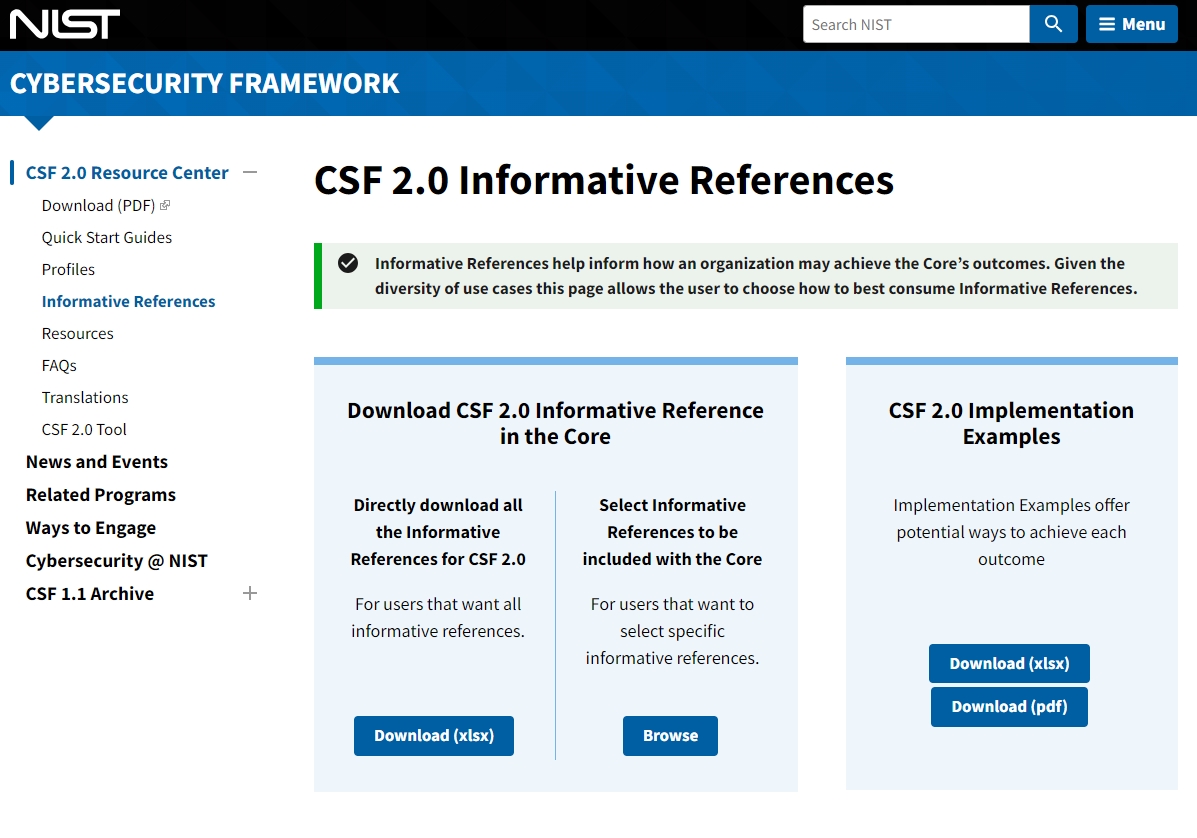 NIST
Search NIST
Menu
CYBERSECURITY FRAMEWORK
CSF 2.0 Resource Center
Download (PDF)
Quick Start Guides
Profiles
Informative References
Resources
FAQs
Translations
CSF 2.0 Tool
News and Events
Related Programs
Ways to Engage
Cybersecurity @ NIST
CSF 1.1 Archive
CSF 2.0 Informative References
Informative References help inform how an organization may achieve the Core’s outcomes. Given the
diversity of use cases this page allows the user to choose how to best consume Informative References.
Download CSF 2.0 Informative Reference
in the Core
Directly download all
the Informative
References for CSF 2.0
For users that want all
informative references.
Download (xlsx)
Select Informative
References to be
included with the Core
For users that want to
select specific
informative references.
Browse
CSF 2.0 Implementation
Examples
Implementation Examples offer
potential ways to achieve each
outcome
Download (xlsx)
Download (pdf)